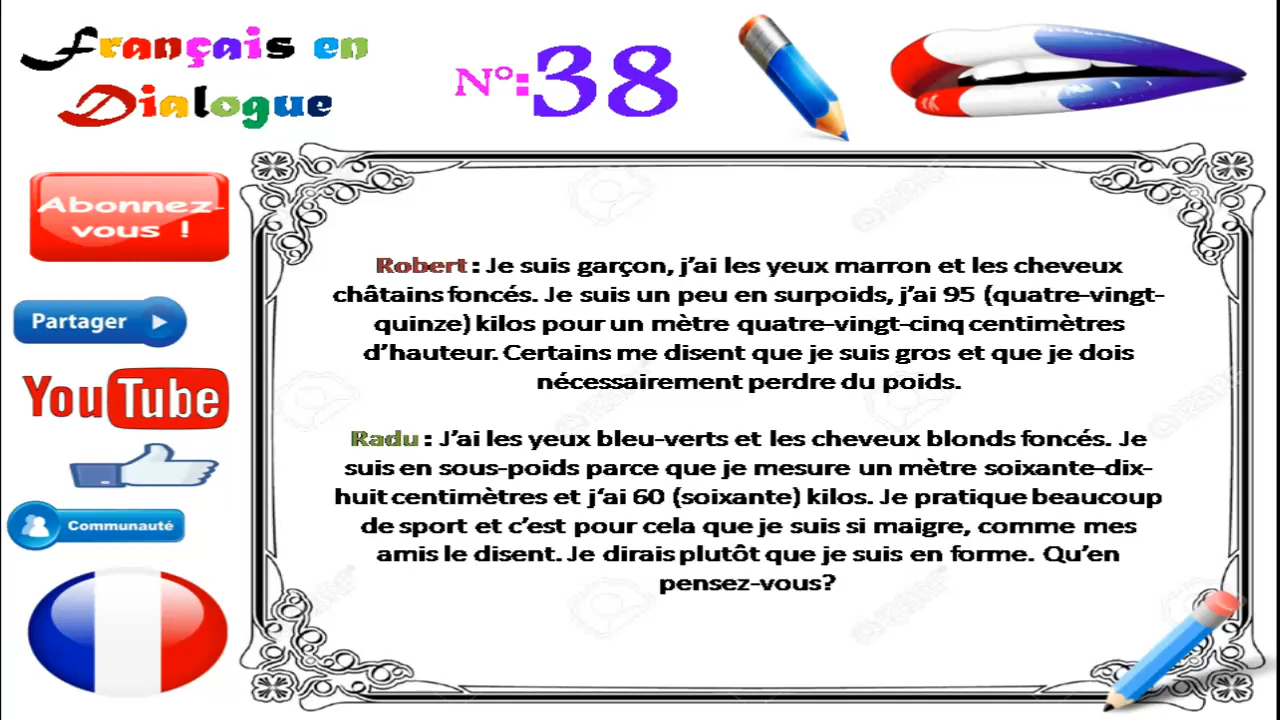 Français en
Dialogue
N°:38
Abonnez-
vous !
Partager
YouTube
Communauté
Robert : Je suis garçon, j’ai les yeux marron et les cheveux
châtains foncés. Je suis un peu en surpoids, j’ai 95 (quatre-vingt-
quinze) kilos pour un mètre quatre-vingt-cinq centimètres
d’hauteur. Certains me disent que je suis gros et que je dois
nécessairement perdre du poids.
Radu : J’ai les yeux bleu-verts et les cheveux blonds foncés. Je
suis en sous-poids parce que je mesure un mètre soixante-dix-
huit centimètres et j‘ai 60 (soixante) kilos. Je pratique beaucoup
de sport et c’est pour cela que je suis si maigre, comme mes
amis le disent. Je dirais plutôt que je suis en forme. Qu’en
pensez-vous?